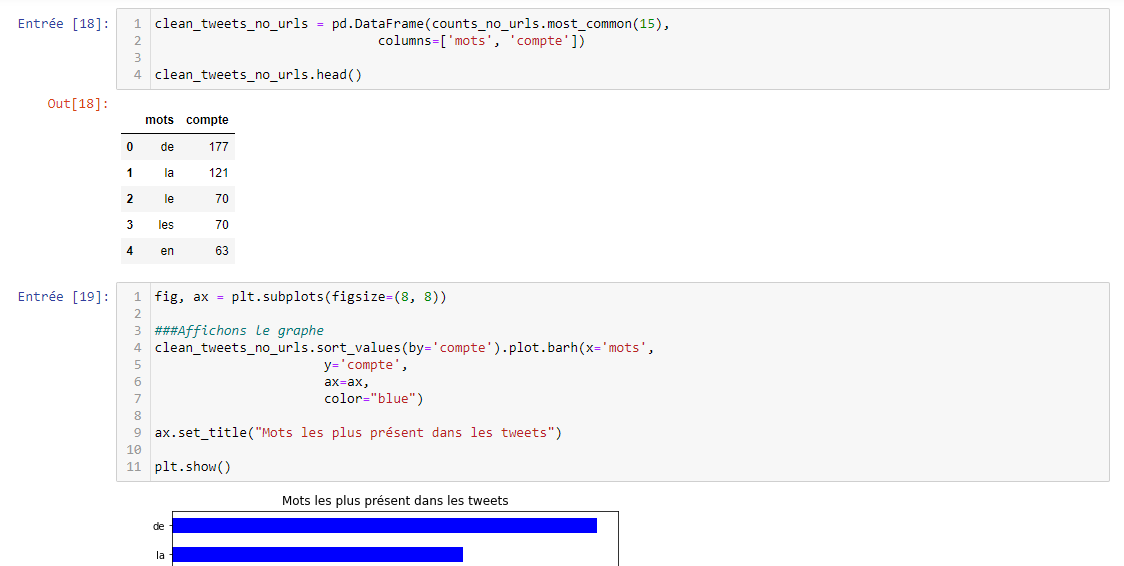 Entrée [18]:
1 clean_tweets_no_urls = pd.DataFrame(counts_no_urls.most_common(15),
2 columns=['mots', 'compte'])
3
4 clean_tweets_no_urls.head()
Out[18]:
mots compte
0 de 177
1 la 121
2 le 70
3 les 70
4 en 63
Entrée [19]:
1 fig, ax = plt.subplots(figsize=(8, 8))
2
3 ###Affichons le graphe
4 clean_tweets_no_urls.sort_values(by='compte').plot.barh(x='mots',
5 y='compte',
6 ax=ax,
7 color="blue")
8
9 ax.set_title("Mots les plus présent dans les tweets")
10
11 plt.show()
Mots les plus présent dans les tweets
de
la